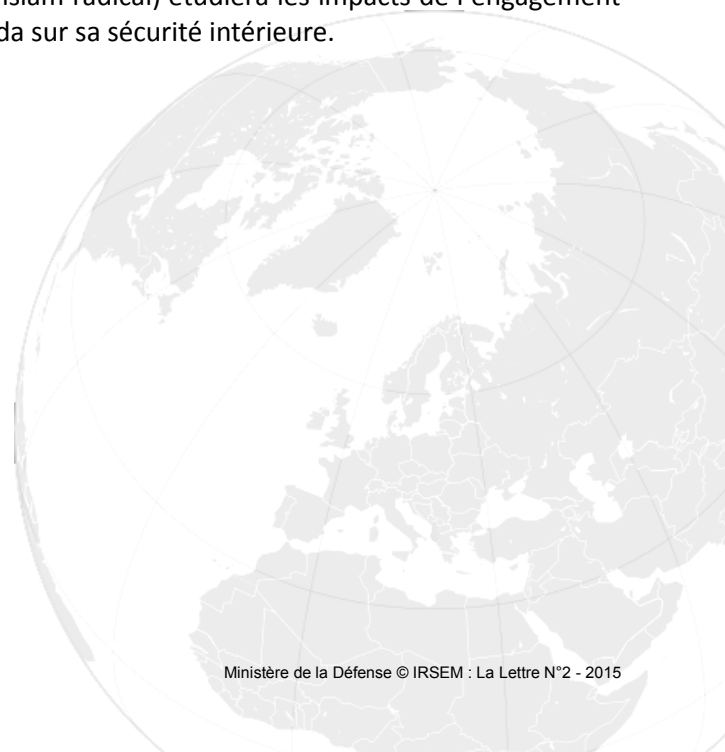 islam radical) étudiera les impacts de l'engagement
da sur sa sécurité intérieure.
Ministère de la Défense © IRSEM : La Lettre N°2 - 2015